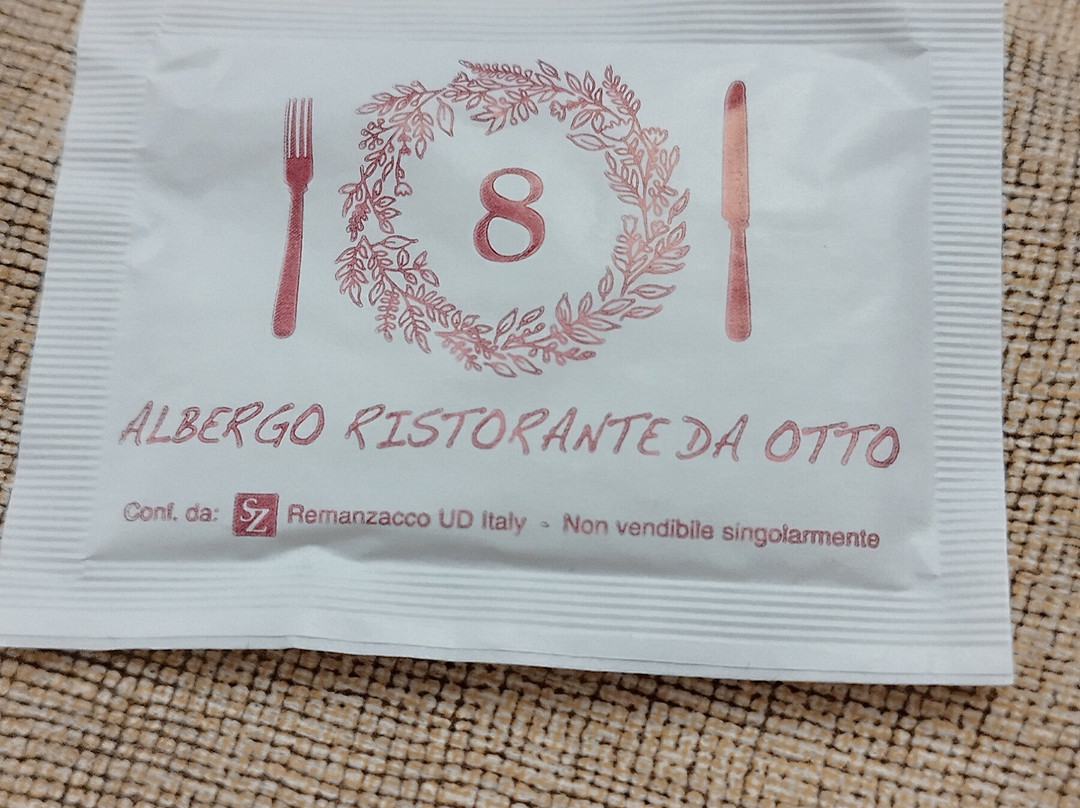 8
ALBERGO RISTORANTE DA OTTO
Conf. da: SZ Remanzacco UD Italy - Non vendibile singolarmente